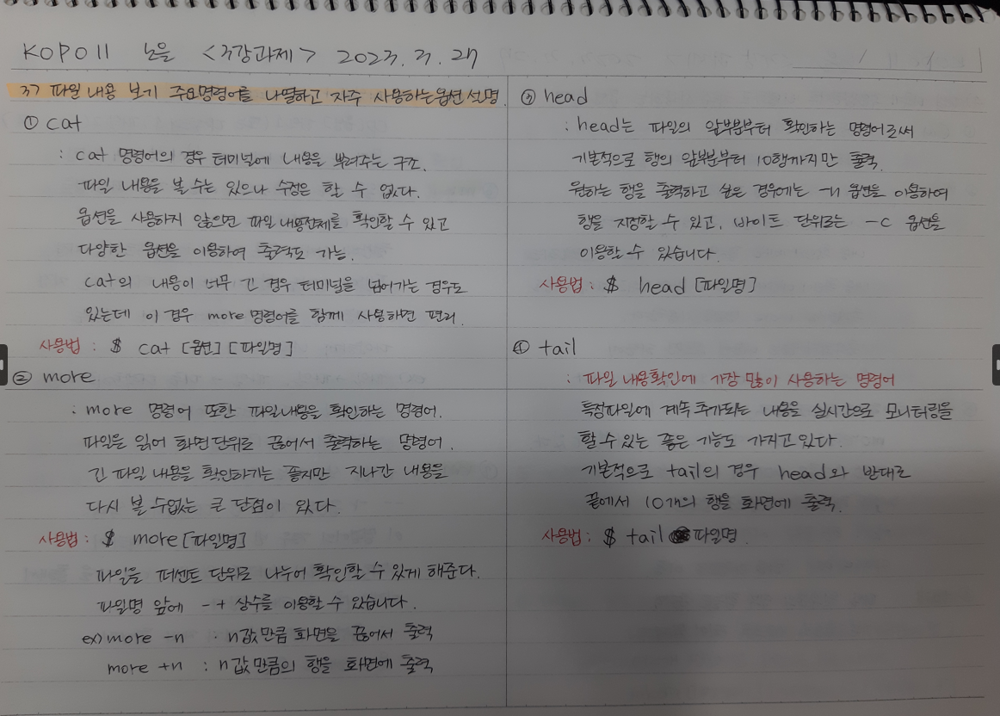 KOPO11 노을 <3강과제> 2023.3.27
3> 파일 내용 보기 주요명령어를 나열하고 자주 사용하는옵션 설명.
① cat
: cat 명령어의 경우 터미널에 내용을 뿌려주는 구조.
파일 내용을 볼 수는 있으나 수정은 할 수 없다.
옵션을 사용하지 않으면 파일 내용전체를 확인할 수 있고
다양한 옵션을 이용하여 출력도 가능.
cat의 내용이 너무 긴 경우 터미널을 넘어가는 경우도
있는데 이 경우 more 명령어를 함께 사용하면 편리.
사용법 : $ cat [옵션] [파일명]
② more
: more 명령어 또한 파일내용을 확인하는 명령어.
파일을 읽어 화면단위로 끊어서 출력하는 명령어.
긴 파일 내용을 확인하기는 좋지만 지나간 내용을
다시 볼 수없는 큰 단점이 있다.
사용법 : $ more [파일명]
파일을 퍼센트 단위로 나누어 확인할 수 있게 해준다.
파일명 앞에 - + 상수를 이용할 수 있습니다.
ex) more -n : n값 만큼 화면을 끊어서 출력
more +n : n값 만큼의 행을 화면에 출력
③ head
: head는 파일의 앞부분부터 확인하는 명령어로써
기본적으로 행의 앞부분부터 10행까지만 출력.
원하는 행을 출력하고 싶은 경우에는 -n 옵션을 이용하여
행을 지정할 수 있고, 바이트 단위로는 -c 옵션을
이용할 수 있습니다.
사용법 : $ head [파일명]
④ tail
: 파일 내용확인에 가장 많이 사용하는 명령어
특정파일에 계속 추가되는 내용을 실시간으로 모니터링을
할 수 있는 좋은 기능도 가지고 있다.
기본적으로 tail의 경우 head와 반대로
끝에서 10개의 행을 화면에 출력.
사용법 : $ tail 파일명.